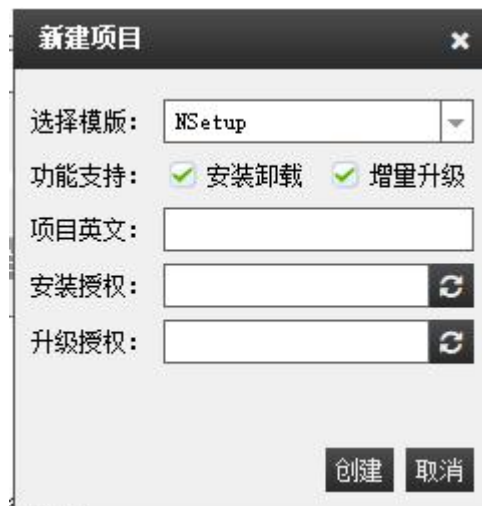 新建项目
选择模版： NSetup
功能支持： 安装卸载 增量升级
项目英文：
安装授权：
升级授权：
创建 取消